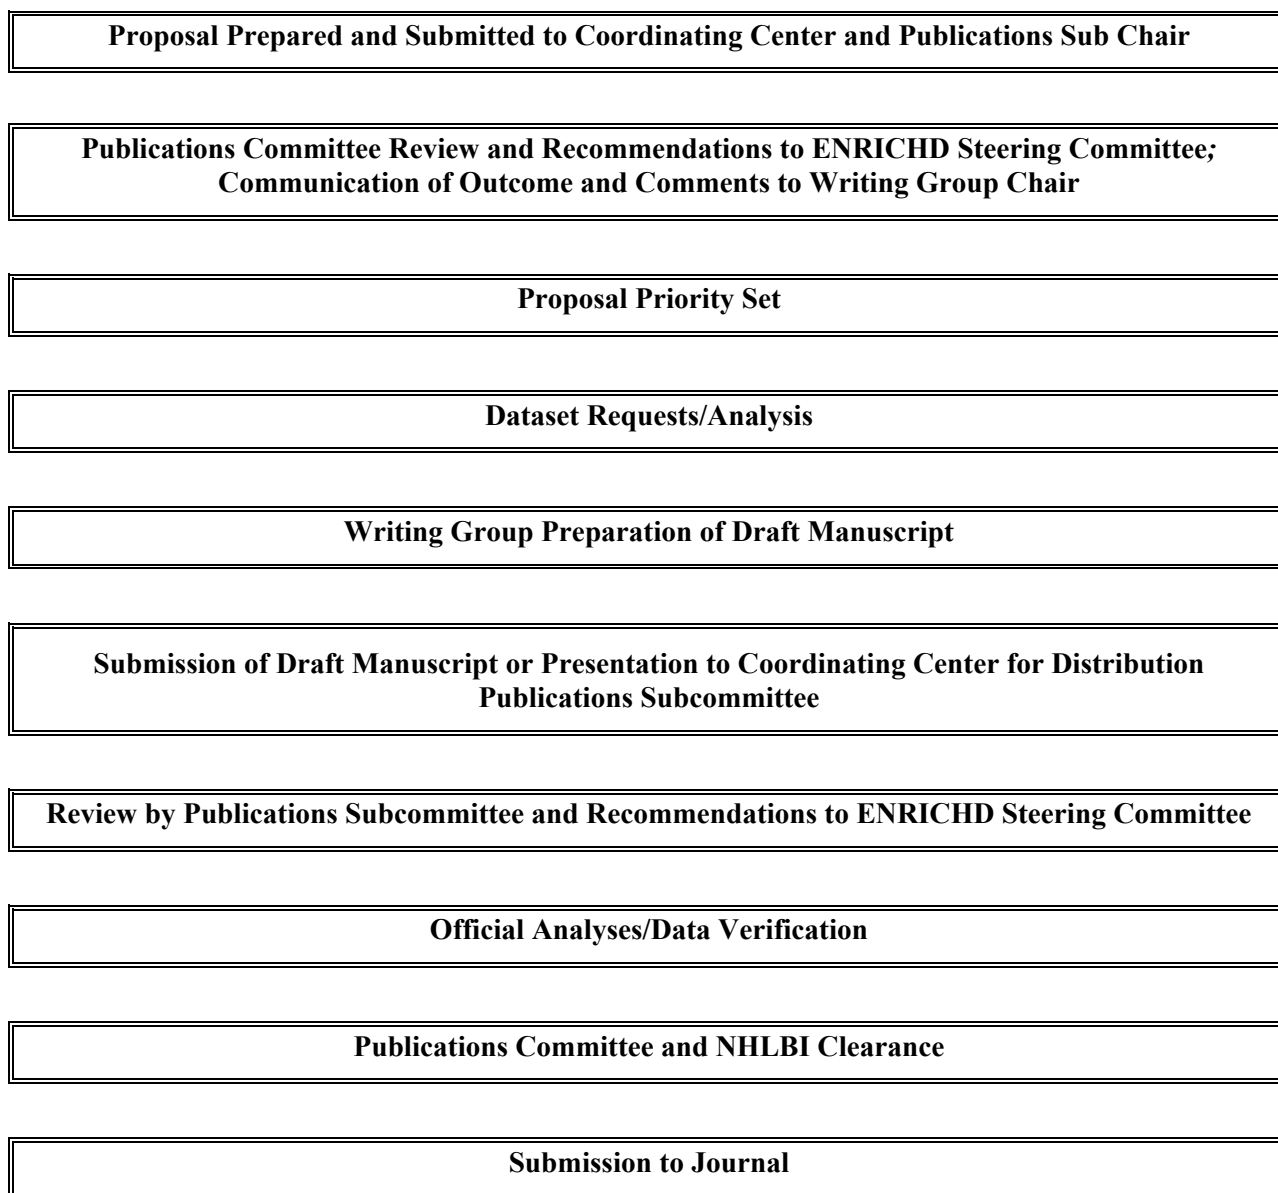 Proposal Prepared and Submitted to Coordinating Center and Publications Sub Chair
Publications Committee Review and Recommendations to ENRICHD Steering Committee;
Communication of Outcome and Comments to Writing Group Chair
Proposal Priority Set
Dataset Requests/Analysis
Writing Group Preparation of Draft Manuscript
Submission of Draft Manuscript or Presentation to Coordinating Center for Distribution
Publications Subcommittee
Review by Publications Subcommittee and Recommendations to ENRICHD Steering Committee
Official Analyses/Data Verification
Publications Committee and NHLBI Clearance
Submission to Journal